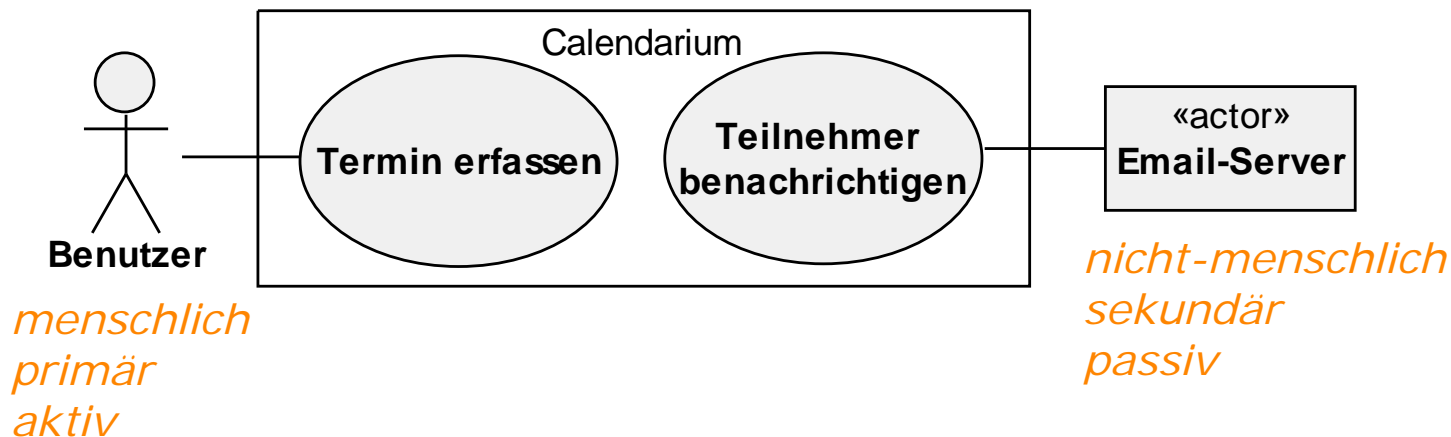 Calendarium
Termin erfassen
Teilnehmer
benachrichtigen
«actor»
Email-Server
Benutzer
menschlich
primär
aktiv
nicht-menschlich
sekundär
passiv